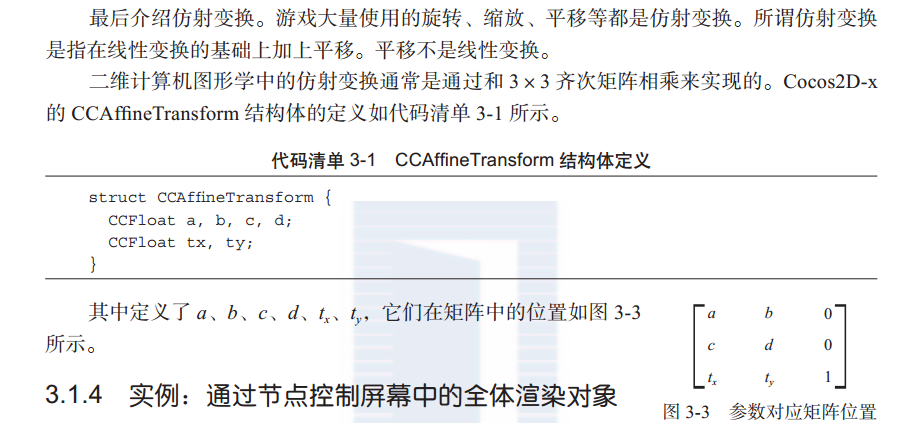 最后介绍仿射变换。游戏大量使用的旋转、缩放、平移等都是仿射变换。所谓仿射变换
是指在线性变换的基础上加上平移。平移不是线性变换。
二维计算机图形学中的仿射变换通常是通过和 3 × 3 齐次矩阵相乘来实现的。Cocos2D-x
的 CCAffineTransform 结构体的定义如代码清单 3-1 所示。
代码清单 3-1 CCAffineTransform 结构体定义
struct CCAffineTransform {
CCFloat a, b, c, d;
CCFloat tx, ty;
}
其中定义了 a、b、c、d、tx、ty，它们在矩阵中的位置如图 3-3
所示。
a b 0
c d 0
tx ty 1
图 3-3 参数对应矩阵位置
3.1.4 实例：通过节点控制屏幕中的全体渲染对象